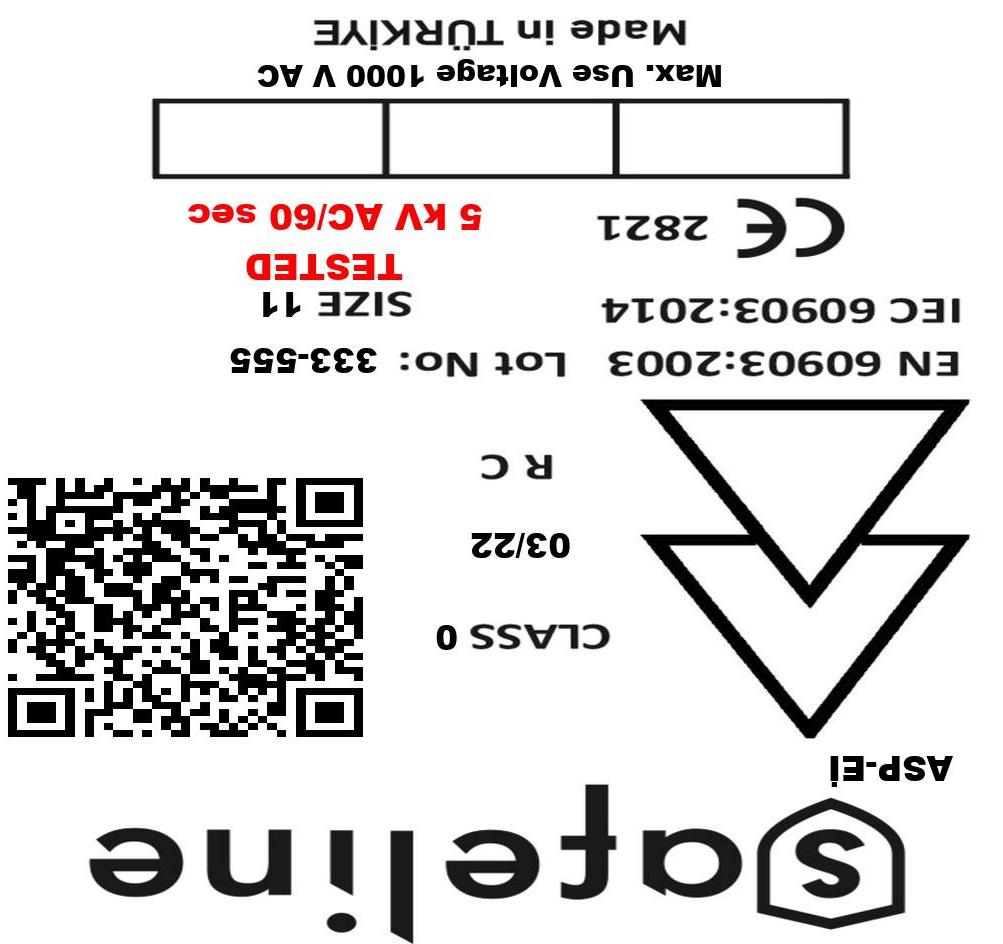 Safeline
ASP-Eİ
CLASS 0
03/22
R C
EN 60903:2003 Lot No: 333-555
IEC 60903:2014 SIZE 11
TESTED
CE 2821 5 kV AC/60 sec
Max. Use Voltage 1000 V AC
Made in TÜRKİYE